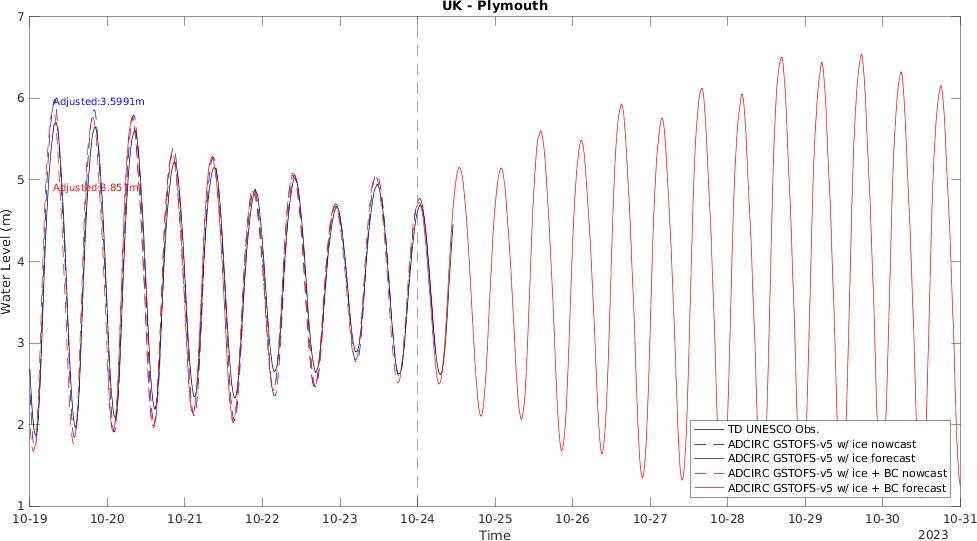 UK - Plymouth
7
6
5
4
3
2
1
Water Level (m)
Adjusted:3.5991m
Adjusted:3.857m
TD UNESCO Obs.
ADCIRC GSTOFS-v5 w/ ice nowcast
ADCIRC GSTOFS-v5 w/ ice forecast
ADCIRC GSTOFS-v5 w/ ice + BC nowcast
ADCIRC GSTOFS-v5 w/ ice + BC forecast
10-19 10-20 10-21 10-22 10-23 10-24 10-25 10-26 10-27 10-28 10-29 10-30 10-31
Time
2023